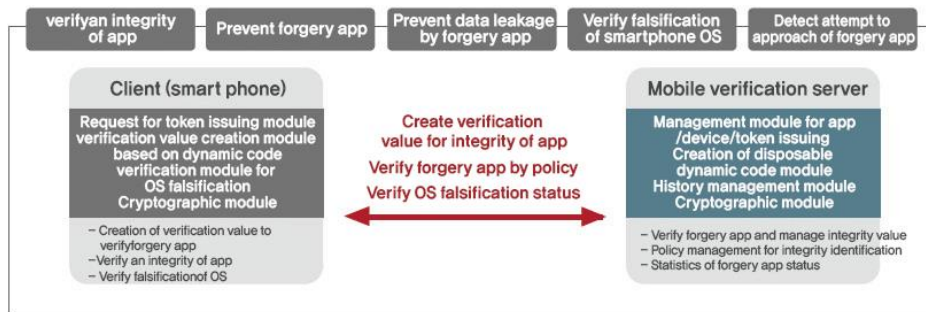 verifyan integrity
of app
Prevent forgery app
Prevent data leakage
by forgery app
Verify falsification
of smartphone OS
Detect attempt to
approach of forgery app
Client (smart phone)
Request for token issuing module
verification value creation module
based on dynamic code
verification module for
OS falsification
Cryptographic module
– Creation of verification value to
verifyforgery app
–Verify an integrity of app
– Verify falsificationof OS
Create verification
value for integrity of app
Verify forgery app by policy
Verify OS falsification status
Mobile verification server
Management module for app
/device/token issuing
Creation of disposable
dynamic code module
History management module
Cryptographic module
– Verify forgery app and manage integrity value
– Policy management for integrity identification
– Statistics of forgery app status